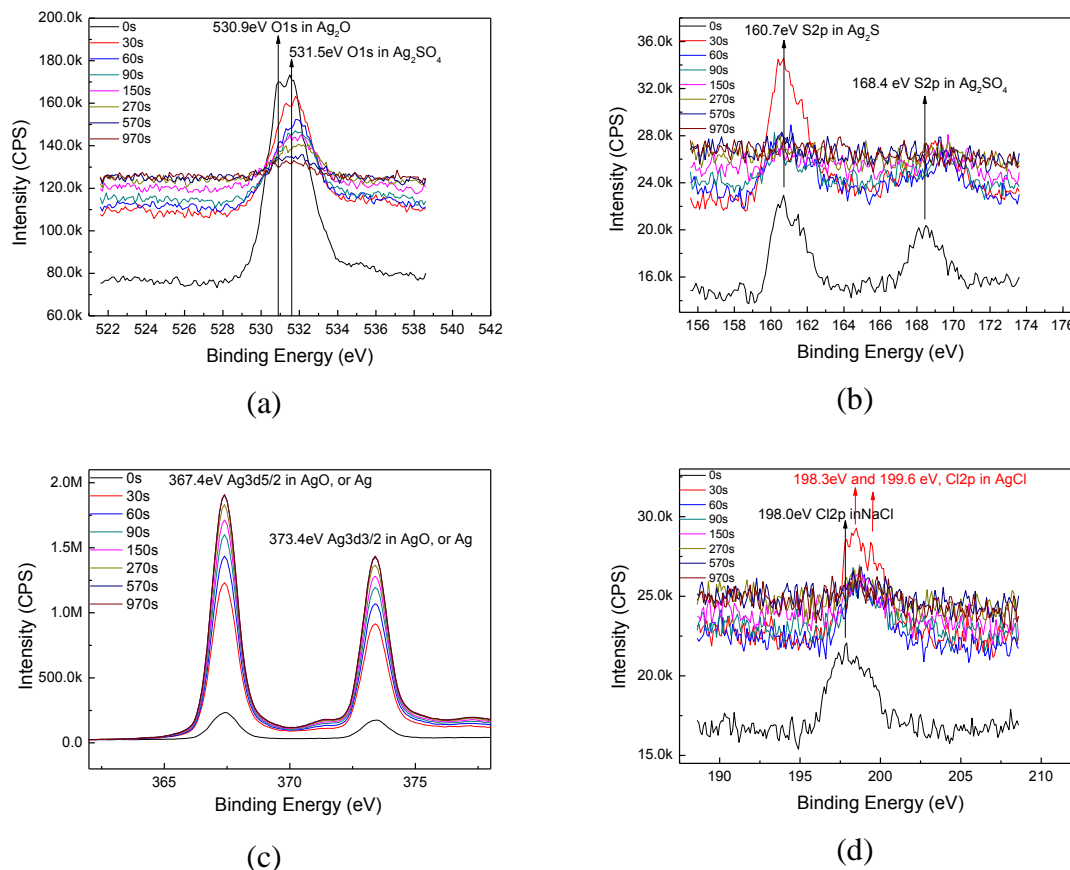 200.0k
180.0k
160.0k
140.0k
120.0k
100.0k
80.0k
60.0k
Intensity (CPS)
0s
30s
60s
90s
150s
270s
570s
970s
530.9eV O1s in Ag₂O
531.5eV O1s in Ag₂SO₄
522 524 526 528 530 532 534 536 538 540 542
Binding Energy (eV)
(a)
36.0k
32.0k
28.0k
24.0k
20.0k
16.0k
Intensity (CPS)
0s
30s
60s
90s
150s
270s
570s
970s
160.7eV S2p in Ag₂S
168.4 eV S2p in Ag₂SO₄
156 158 160 162 164 166 168 170 172 174 176
Binding Energy (eV)
(b)
2.0M
1.5M
1.0M
500.0k
0.0
Intensity (CPS)
0s
30s
60s
90s
150s
270s
570s
970s
367.4eV Ag3d5/2 in AgO, or Ag
373.4eV Ag3d3/2 in AgO, or Ag
365 370 375
Binding Energy (eV)
(c)
30.0k
25.0k
20.0k
15.0k
Intensity (CPS)
0s
30s
60s
90s
150s
270s
570s
970s
198.3eV and 199.6 eV, Cl2p in AgCl
198.0eV Cl2p inNaCl
190 195 200 205 210
Binding Energy (eV)
(d)